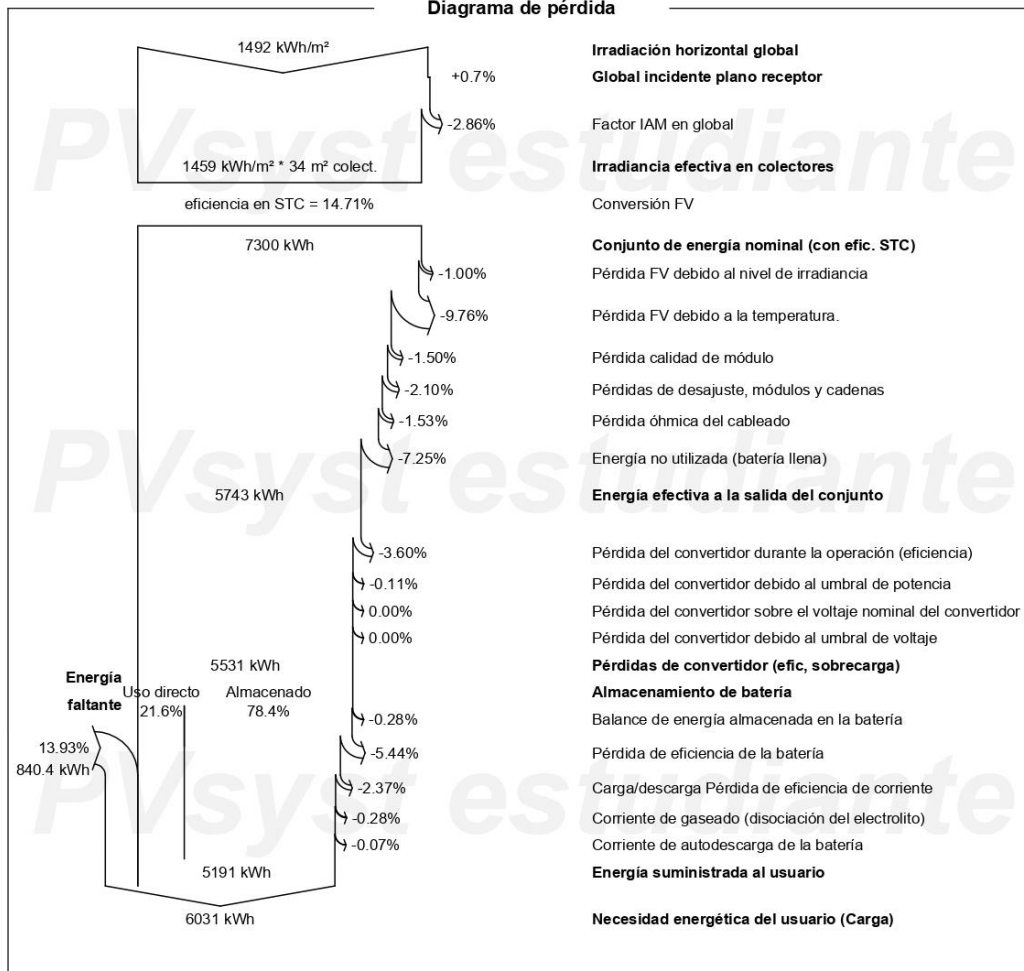 Diagrama de pérdida
1492 kWh/m² Irradiación horizontal global
+0.7% Global incidente plano receptor
-2.86% Factor IAM en global
1459 kWh/m² * 34 m² colect. Irradiancia efectiva en colectores
eficiencia en STC = 14.71% Conversión FV
7300 kWh Conjunto de energía nominal (con efic. STC)
-1.00% Pérdida FV debido al nivel de irradiancia
-9.76% Pérdida FV debido a la temperatura.
-1.50% Pérdida calidad de módulo
-2.10% Pérdidas de desajuste, módulos y cadenas
-1.53% Pérdida óhmica del cableado
-7.25% Energía no utilizada (batería llena)
5743 kWh Energía efectiva a la salida del conjunto
-3.60% Pérdida del convertidor durante la operación (eficiencia)
-0.11% Pérdida del convertidor debido al umbral de potencia
0.00% Pérdida del convertidor sobre el voltaje nominal del convertidor
0.00% Pérdida del convertidor debido al umbral de voltaje
5531 kWh Pérdidas de convertidor (efic, sobrecarga)
Energía faltante
Uso directo Almacenado Almacenamiento de batería
21.6% 78.4% -0.28% Balance de energía almacenada en la batería
13.93% -5.44% Pérdida de eficiencia de la batería
840.4 kWh
-2.37% Carga/descarga Pérdida de eficiencia de corriente
-0.28% Corriente de gaseado (disociación del electrolito)
-0.07% Corriente de autodescarga de la batería
5191 kWh Energía suministrada al usuario
6031 kWh Necesidad energética del usuario (Carga)
PVsyst estudiante
PVsyst estudiante
PVsyst estudiante